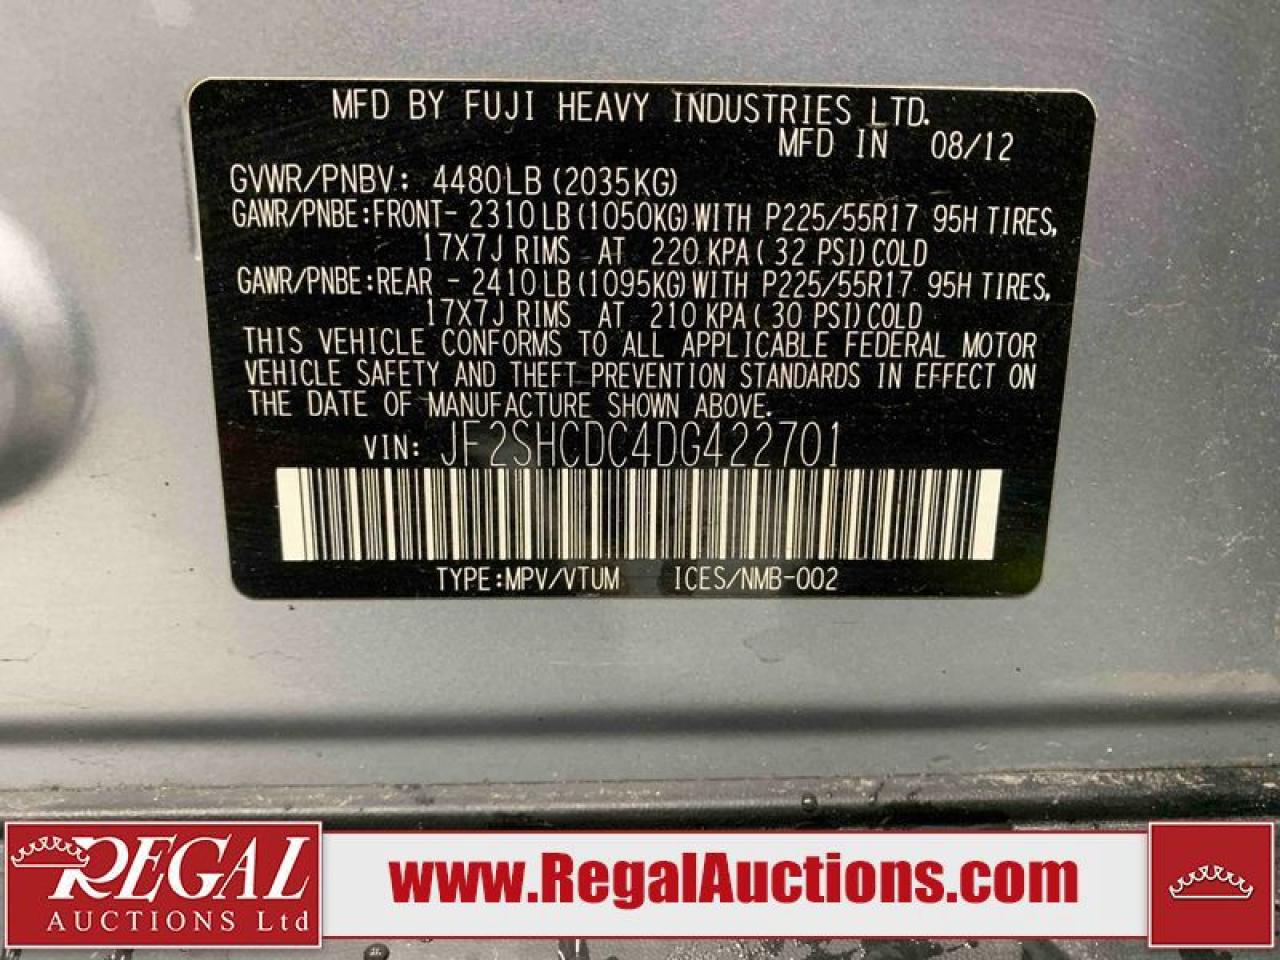 MFD BY FUJI HEAVY INDUSTRIES LTD.
MFD IN 08/12
GVWR/PNBV: 4480LB (2035KG)
GAWR/PNBE:FRONT- 2310 LB (1050KG) WITH P225/55R17 95H TIRES,
17X7J RIMS AT 220 KPA ( 32 PSI) COLD
GAWR/PNBE:REAR - 2410 LB (1095KG) WITH P225/55R17 95H TIRES,
17X7J RIMS AT 210 KPA ( 30 PSI) COLD
THIS VEHICLE CONFORMS TO ALL APPLICABLE FEDERAL MOTOR
VEHICLE SAFETY AND THEFT PREVENTION STANDARDS IN EFFECT ON
THE DATE OF MANUFACTURE SHOWN ABOVE.
VIN: JF2SHCDC4DG422701
TYPE:MPV/VTUM ICES/NMB-002
REGAL
AUCTIONS Ltd
www.RegalAuctions.com